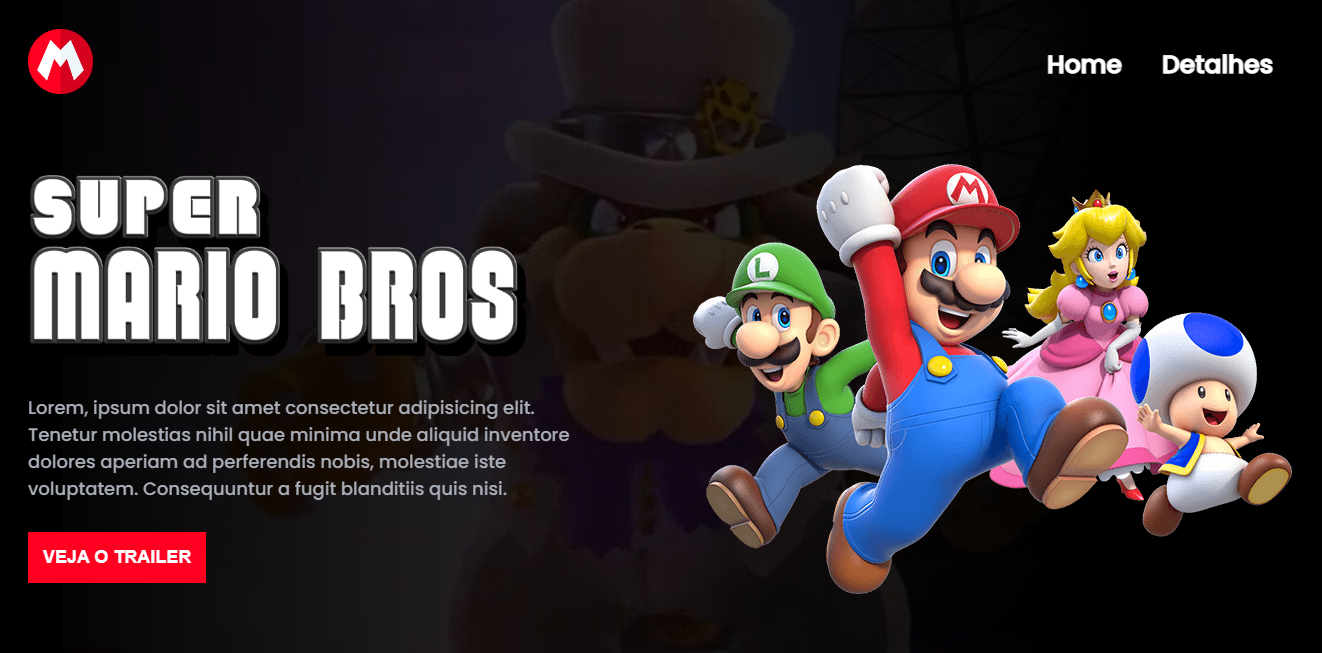 M
Home Detalhes
SUPER
MARIO BROS
M
L
Lorem, ipsum dolor sit amet consectetur adipisicing elit.
Tenetur molestias nihil quae minima unde aliquid inventore
dolores aperiam ad perferendis nobis, molestiae iste
voluptatem. Consequuntur a fugit blanditiis quis nisi.
VEJA O TRAILER